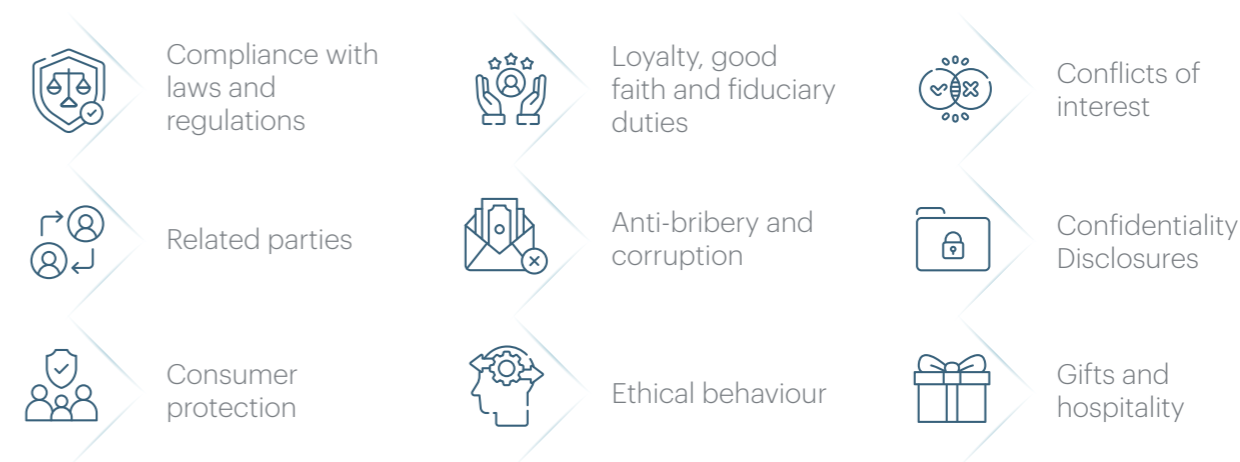 Compliance with
laws and
regulations
Loyalty, good
faith and fiduciary
duties
Conflicts of
interest
Related parties
Anti-bribery and
corruption
Confidentiality
Disclosures
Consumer
protection
Ethical behaviour
Gifts and
hospitality